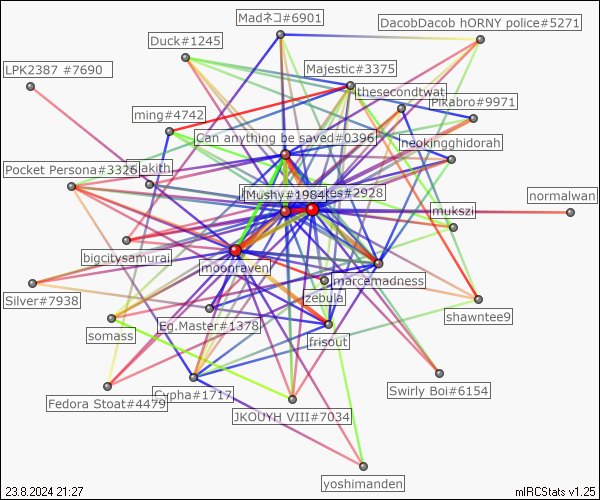 Madネコ#6901
DacobDacob hORNY police#5271
Duck#1245
LPK2387 #7690
Majestic#3375
thesecondtwat
Pikabro#9971
ming#4742
Can anything be saved#0396
neokingghidorah
Pocket Persona#3326
lakith
Mushy#1984
kes#2928
normalwan
mukszi
bigcitysamurai
moonraven
marcemadness
Silver#7938
zebula
shawntee9
somass
Eg.Master#1378
frisout
Cypha#1717
Swirly Boi#6154
Fedora Stoat#4479
JKOUYH VIII#7034
yoshimanden
23.8.2024 21:27
mIRCStats v1.25